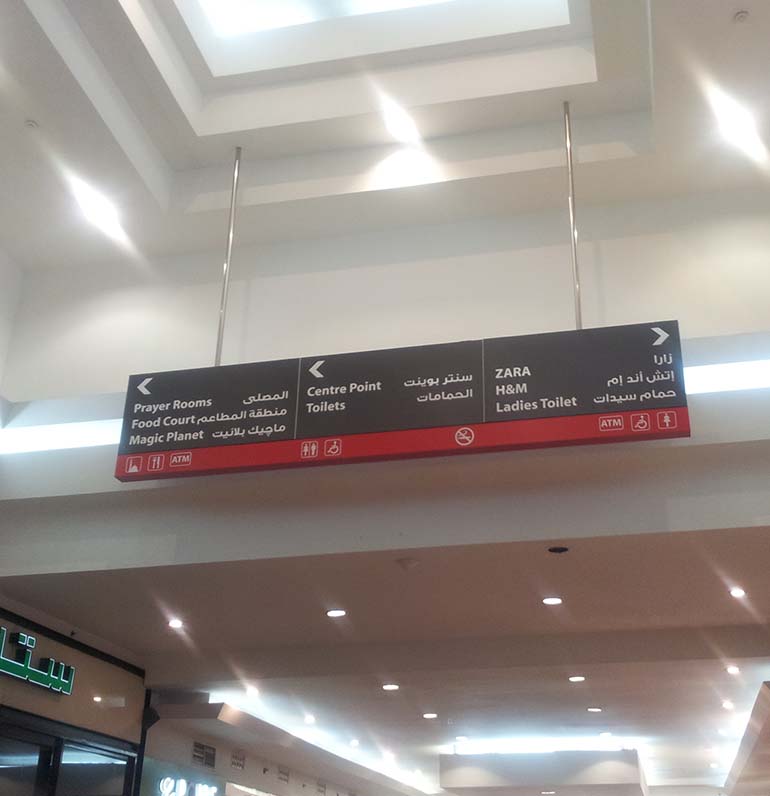 Prayer Rooms المصلى
Food Court منطقة المطاعم
Magic Planet ماجيك بلانيت
ATM
Centre Point سنتر بوينت
Toilets الحمامات
ZARA زارا
H&M إتش أند إم
Ladies Toilet حمام سيدات
ATM